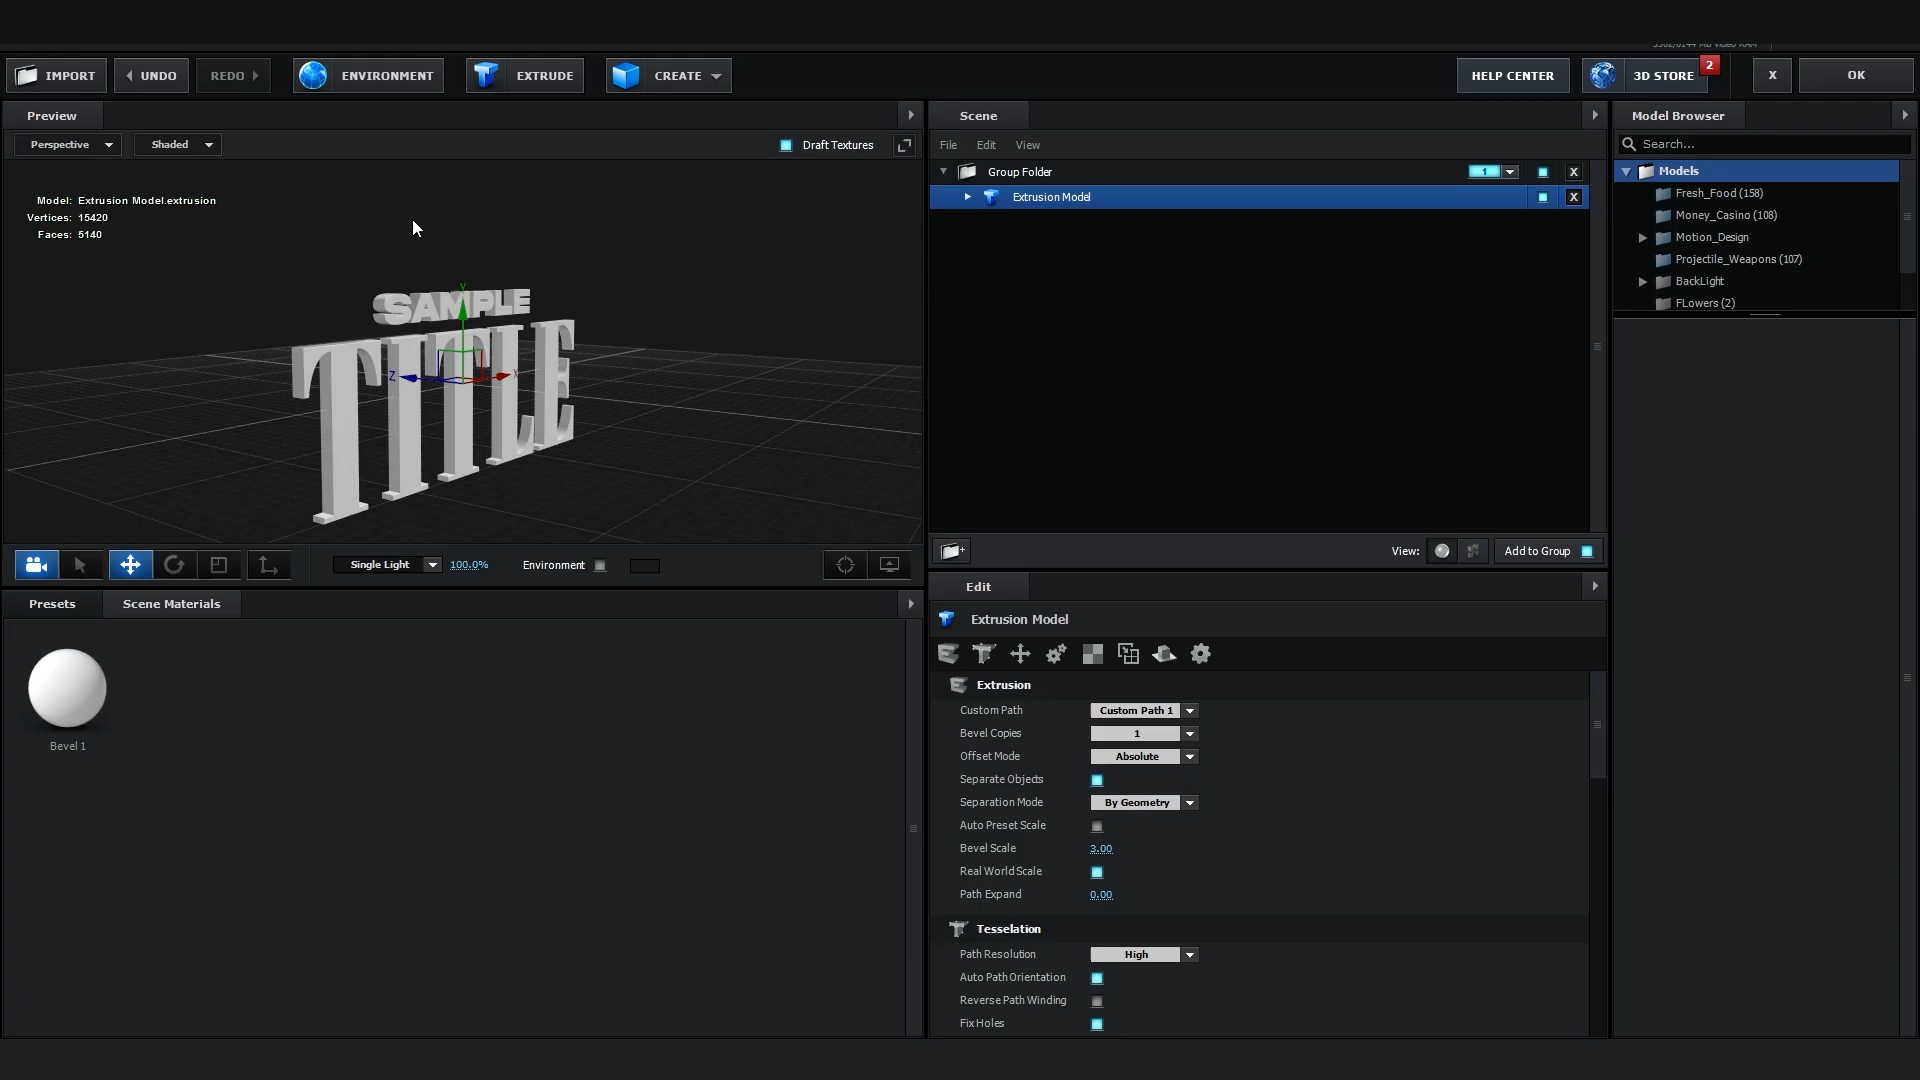 IMPORT
UNDO
REDO
ENVIRONMENT
EXTRUDE
CREATE
HELP CENTER
3D STORE
2
X
OK
Preview
Perspective
Shaded
Draft Textures
Model: Extrusion Model.extrusion
Vertices: 15420
Faces: 5140
SAMPLE
TITLE
Y
Z
X
Single Light
100.0%
Environment
Presets
Scene Materials
Bevel 1
Scene
File Edit View
Group Folder
1
X
Extrusion Model
X
View:
Add to Group
Edit
Extrusion Model
Extrusion
Custom Path Custom Path 1
Bevel Copies 1
Offset Mode Absolute
Separate Objects
Separation Mode By Geometry
Auto Preset Scale
Bevel Scale 3.00
Real World Scale
Path Expand 0.00
Tesselation
Path Resolution High
Auto Path Orientation
Reverse Path Winding
Fix Holes
Model Browser
Search...
Models
Fresh_Food (158)
Money_Casino (108)
Motion_Design
Projectile_Weapons (107)
BackLight
FLowers (2)